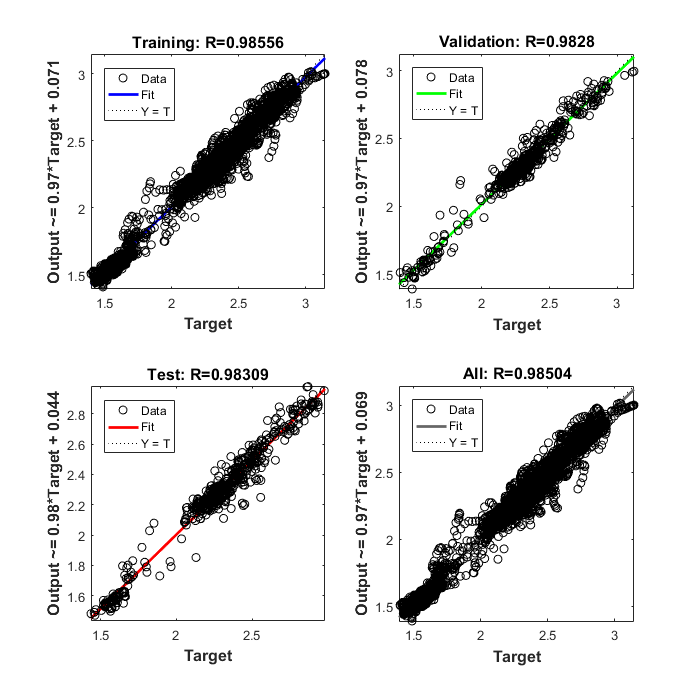 Training: R=0.98556
Output ~= 0.97*Target + 0.071
Data
Fit
Y = T
3
2.5
2
1.5
1.5 2 2.5 3
Target
Validation: R=0.9828
Output ~= 0.97*Target + 0.078
Data
Fit
Y = T
3
2.5
2
1.5
1.5 2 2.5 3
Target
Test: R=0.98309
Output ~= 0.98*Target + 0.044
Data
Fit
Y = T
2.8
2.6
2.4
2.2
2
1.8
1.6
1.5 2 2.5
Target
All: R=0.98504
Output ~= 0.97*Target + 0.069
Data
Fit
Y = T
3
2.5
2
1.5
1.5 2 2.5 3
Target